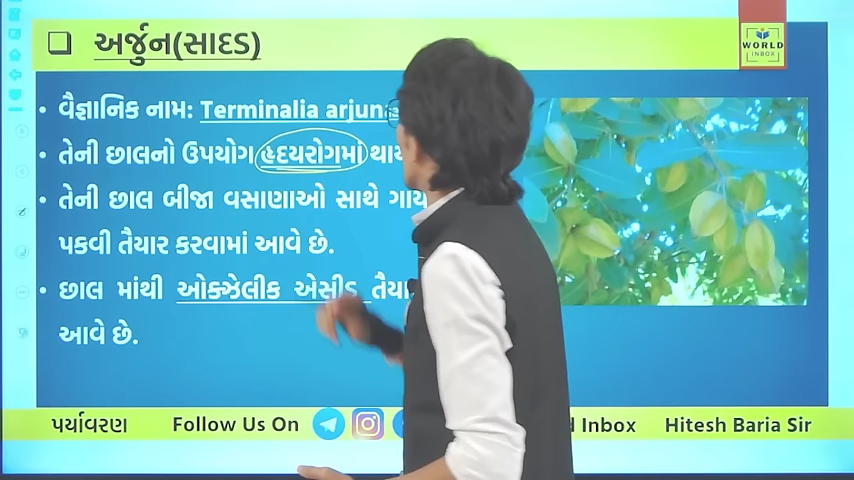 અર્જુન(સાદડ)
WORLD
INBOX
વૈજ્ઞાનિક નામ: Terminalia arjuna
તેની છાલનો ઉપયોગ હૃદયરોગમાં
તેની છાલ બીજા વસાણાઓ સાથે
પકવી તૈયાર કરવામાં આવે છે.
છાલ માંથી ઓક્ઝેલીક એસીડ
આવે છે.
પર્યાવરણ Follow Us On Inbox Hitesh Baria Sir